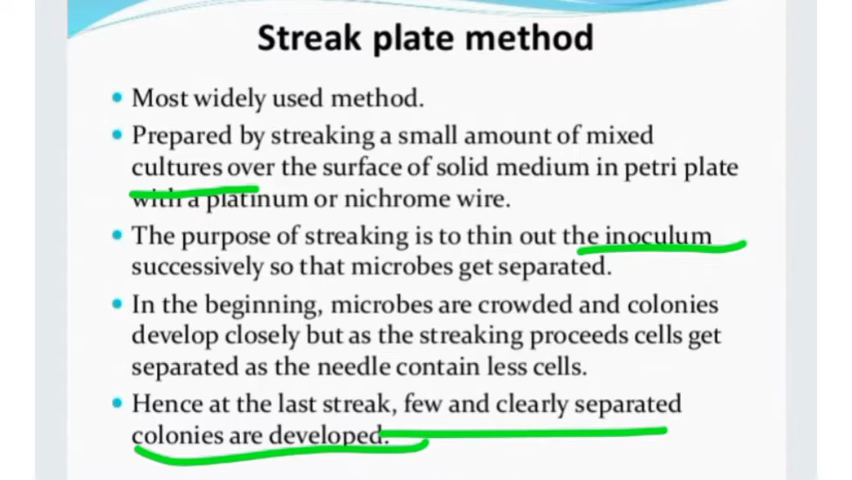 Streak plate method
• Most widely used method.
• Prepared by streaking a small amount of mixed
cultures over the surface of solid medium in petri plate
with a platinum or nichrome wire.
• The purpose of streaking is to thin out the inoculum
successively so that microbes get separated.
• In the beginning, microbes are crowded and colonies
develop closely but as the streaking proceeds cells get
separated as the needle contain less cells.
• Hence at the last streak, few and clearly separated
colonies are developed.